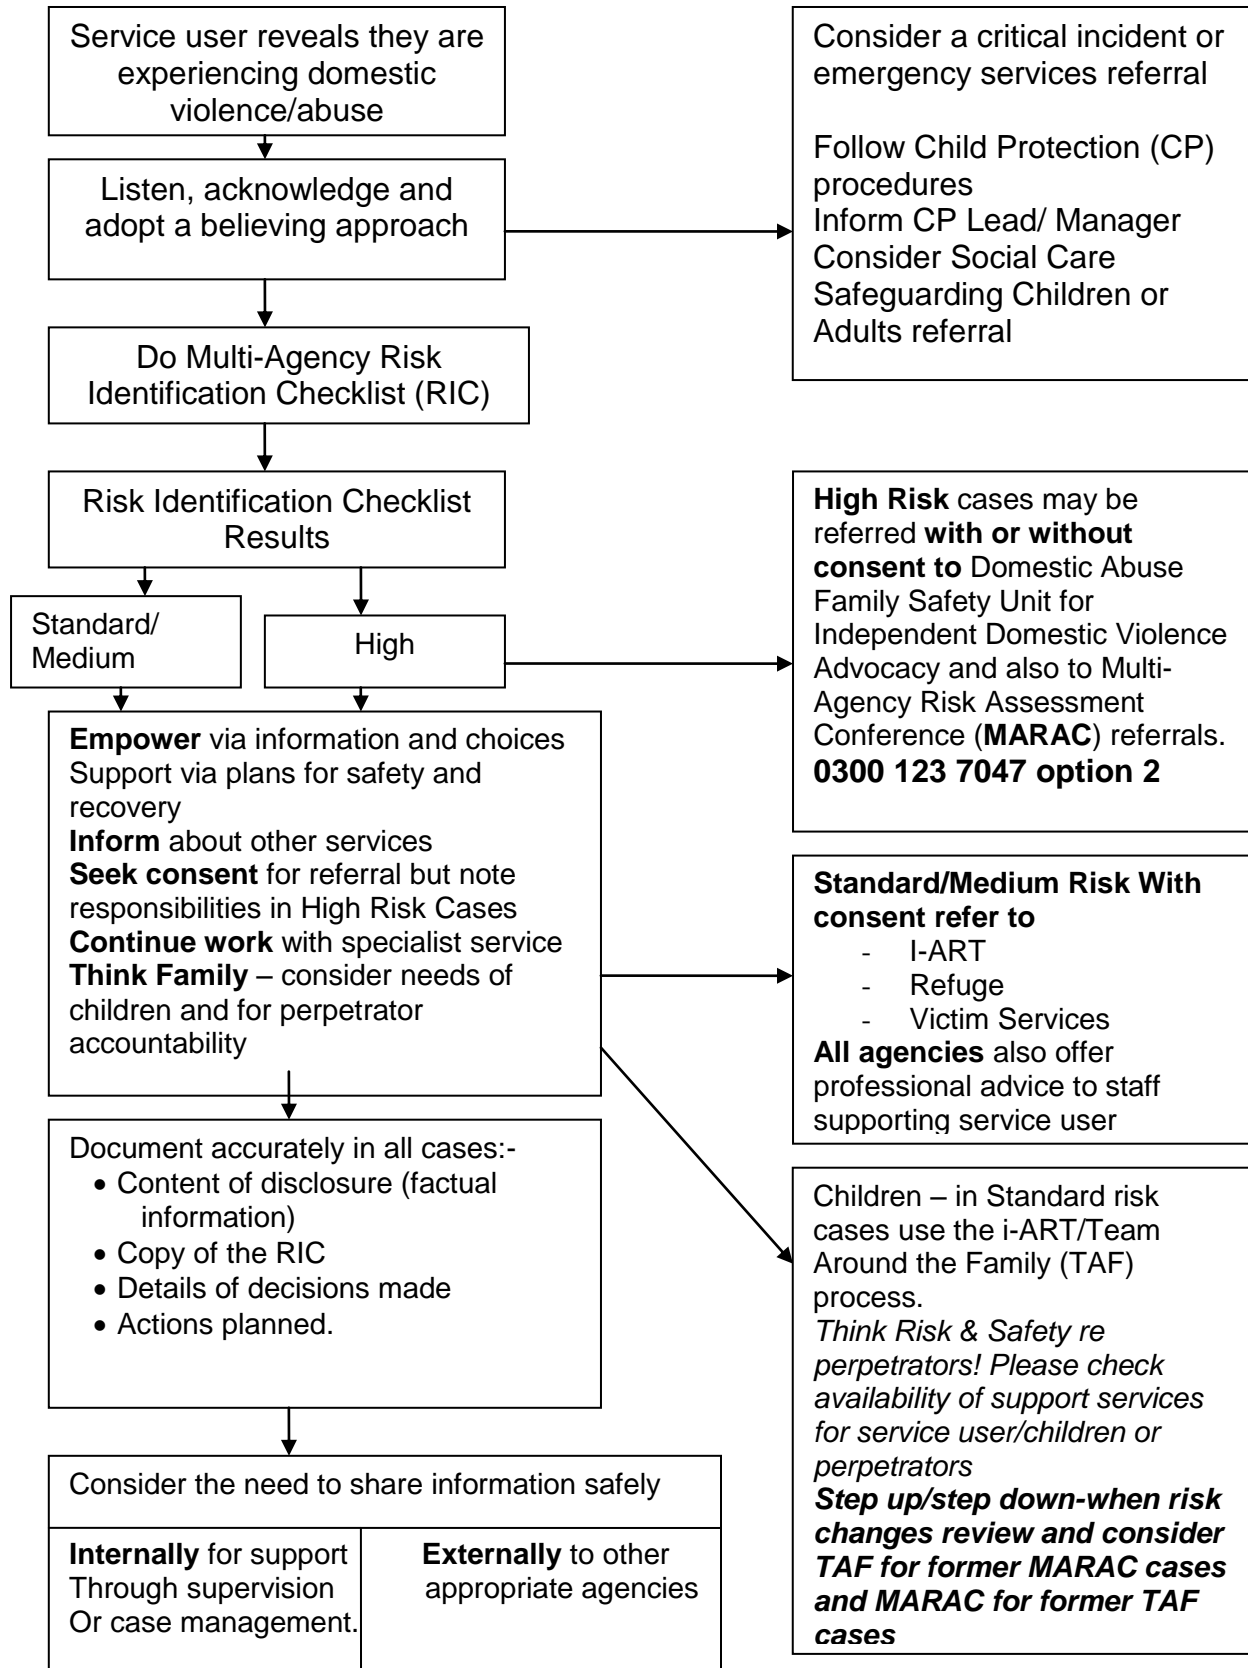 Service user reveals they are
experiencing domestic
violence/abuse
Listen, acknowledge and
adopt a believing approach
Consider a critical incident or
emergency services referral
Follow Child Protection (CP)
procedures
Inform CP Lead/ Manager
Consider Social Care
Safeguarding Children or
Adults referral
Do Multi-Agency Risk
Identification Checklist (RIC)
Risk Identification Checklist
Results
Standard/
Medium
High
High Risk cases may be
referred with or without
consent to Domestic Abuse
Family Safety Unit for
Independent Domestic Violence
Advocacy and also to Multi-
Agency Risk Assessment
Conference (MARAC) referrals.
0300 123 7047 option 2
Empower via information and choices
Support via plans for safety and
recovery
Inform about other services
Seek consent for referral but note
responsibilities in High Risk Cases
Continue work with specialist service
Think Family – consider needs of
children and for perpetrator
accountability
Standard/Medium Risk With
consent refer to
- I-ART
- Refuge
- Victim Services
All agencies also offer
professional advice to staff
supporting service user
Document accurately in all cases:-
• Content of disclosure (factual
information)
• Copy of the RIC
• Details of decisions made
• Actions planned.
Children – in Standard risk
cases use the i-ART/Team
Around the Family (TAF)
process.
Think Risk & Safety re
perpetrators! Please check
availability of support services
for service user/children or
perpetrators
Step up/step down-when risk
changes review and consider
TAF for former MARAC cases
and MARAC for former TAF
cases
Consider the need to share information safely
Internally for support
Through supervision
Or case management.
Externally to other
appropriate agencies